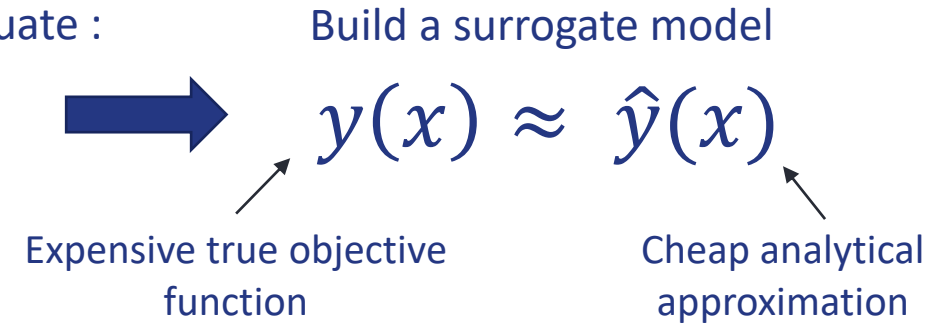 uate :
Build a surrogate model
y(x) ≈ ŷ(x)
Expensive true objective
function
Cheap analytical
approximation